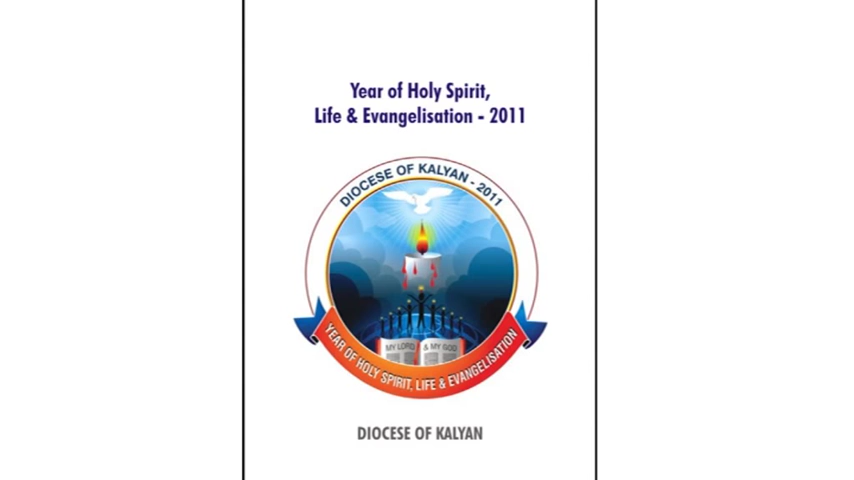 Year of Holy Spirit,
Life & Evangelisation - 2011
DIOCESE OF KALYAN - 2011
MY LORD & MY GOD
YEAR OF HOLY SPIRIT, LIFE & EVANGELISATION
DIOCESE OF KALYAN